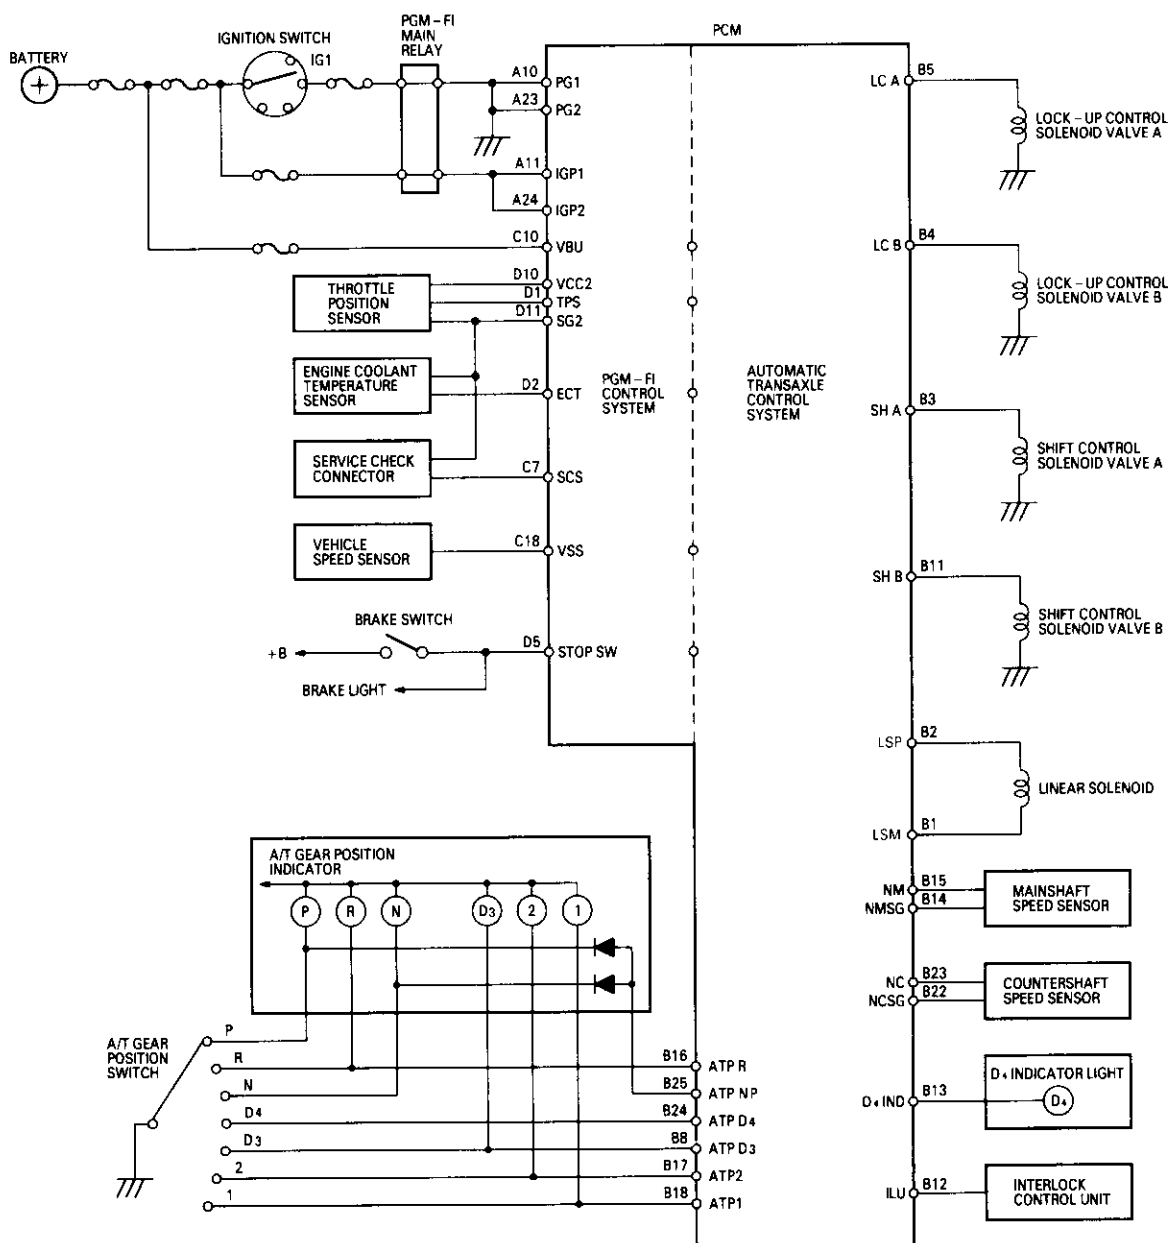 BATTERY
IGNITION SWITCH
IG1
PGM-FI
MAIN
RELAY
PCM
A10
PG1
A23
PG2
A11
IGP1
A24
IGP2
C10
VBU
THROTTLE
POSITION
SENSOR
D10
VCC2
D1
TPS
D11
SG2
ENGINE COOLANT
TEMPERATURE
SENSOR
D2
ECT
SERVICE CHECK
CONNECTOR
C7
SCS
VEHICLE
SPEED SENSOR
C18
VSS
BRAKE SWITCH
+B
D5
STOP SW
BRAKE LIGHT
PGM-FI
CONTROL
SYSTEM
AUTOMATIC
TRANSAXLE
CONTROL
SYSTEM
LC A
B5
LOCK-UP CONTROL
SOLENOID VALVE A
LC B
B4
LOCK-UP CONTROL
SOLENOID VALVE B
SH A
B3
SHIFT CONTROL
SOLENOID VALVE A
SH B
B11
SHIFT CONTROL
SOLENOID VALVE B
LSP
B2
LINEAR SOLENOID
LSM
B1
NM
B15
NMSG
B14
MAINSHAFT
SPEED SENSOR
NC
B23
NCSG
B22
COUNTERSHAFT
SPEED SENSOR
D4 IND
B13
D4 INDICATOR LIGHT
D4
ILU
B12
INTERLOCK
CONTROL UNIT
A/T GEAR POSITION
INDICATOR
P R N D3 2 1
A/T GEAR
POSITION
SWITCH
P
R
N
D4
D3
2
1
B16
ATP R
B25
ATP NP
B24
ATP D4
B8
ATP D3
B17
ATP2
B18
ATP1